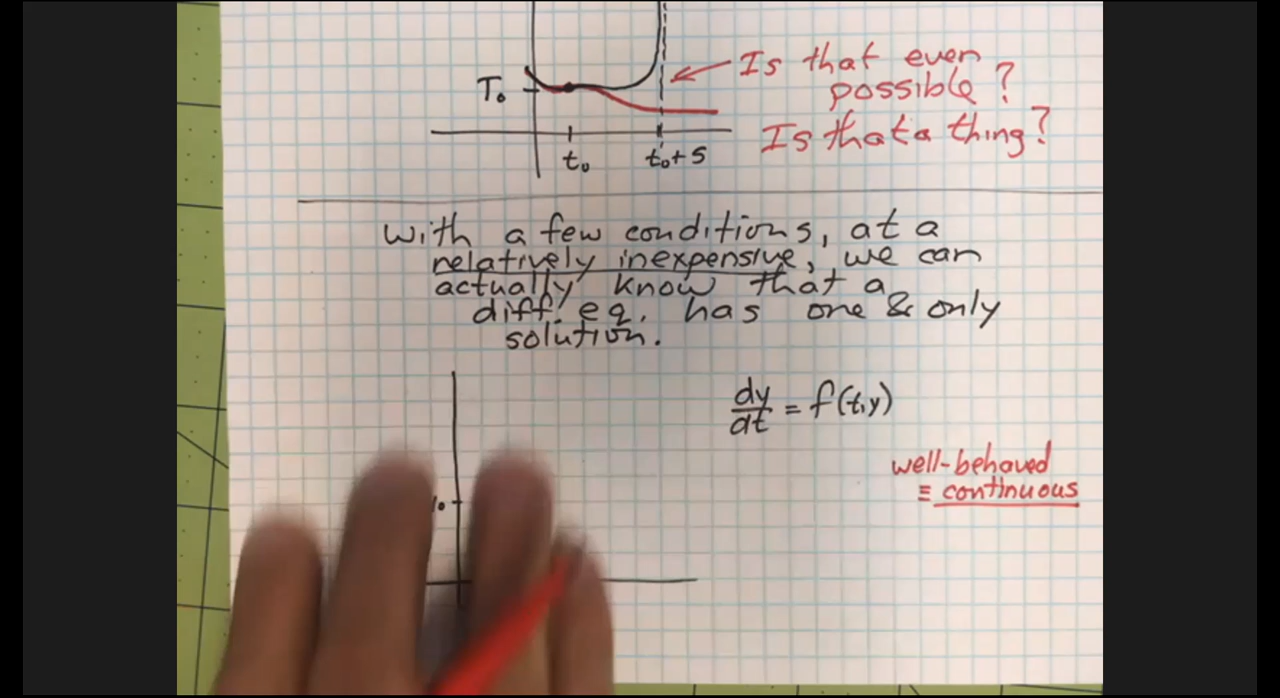 Is that even
possible?
T₀
Is that a thing?
t₀
t₀+5
With a few conditions, at a
relatively inexpensive, we can
actually know that a
diff. eq. has one & only
solution.
dy/dt = f(t,y)
well-behaved
≡ continuous